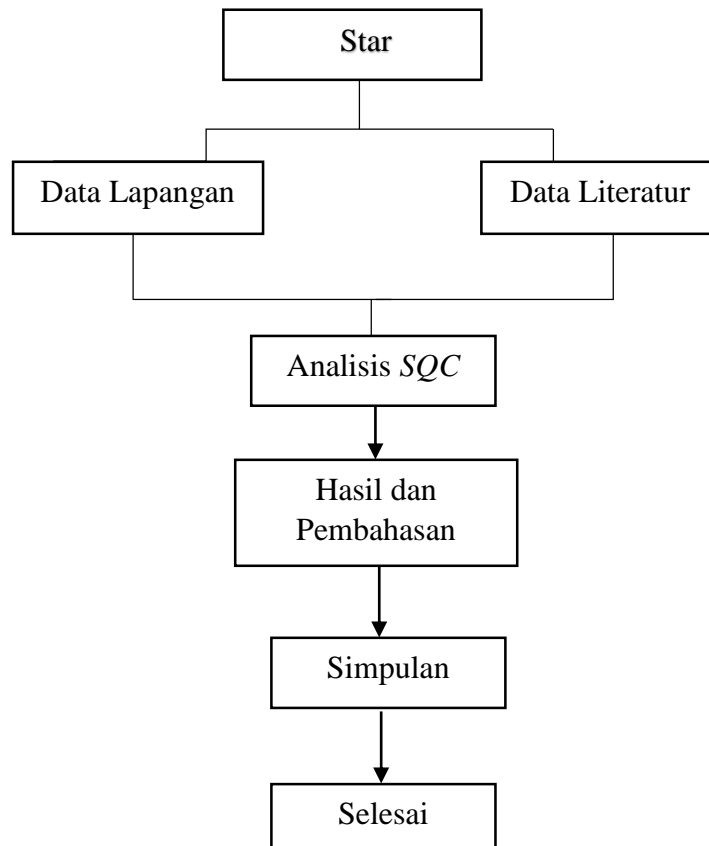 Star
Data Lapangan
Data Literatur
Analisis SQC
Hasil dan
Pembahasan
Simpulan
Selesai